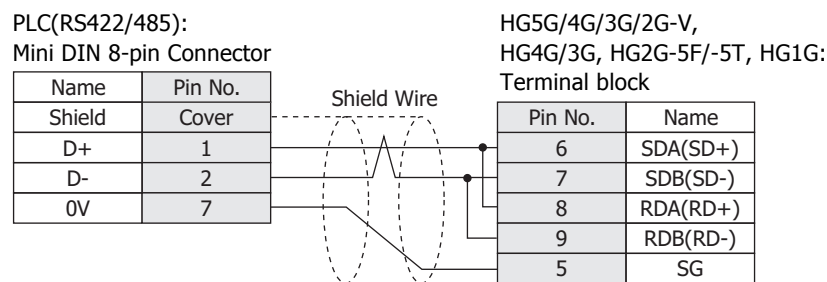 PLC(RS422/485):
Mini DIN 8-pin Connector
Name Pin No.
Shield Cover
D+ 1
D- 2
0V 7
Shield Wire
HG5G/4G/3G/2G-V,
HG4G/3G, HG2G-5F/-5T, HG1G:
Terminal block
Pin No. Name
6 SDA(SD+)
7 SDB(SD-)
8 RDA(RD+)
9 RDB(RD-)
5 SG